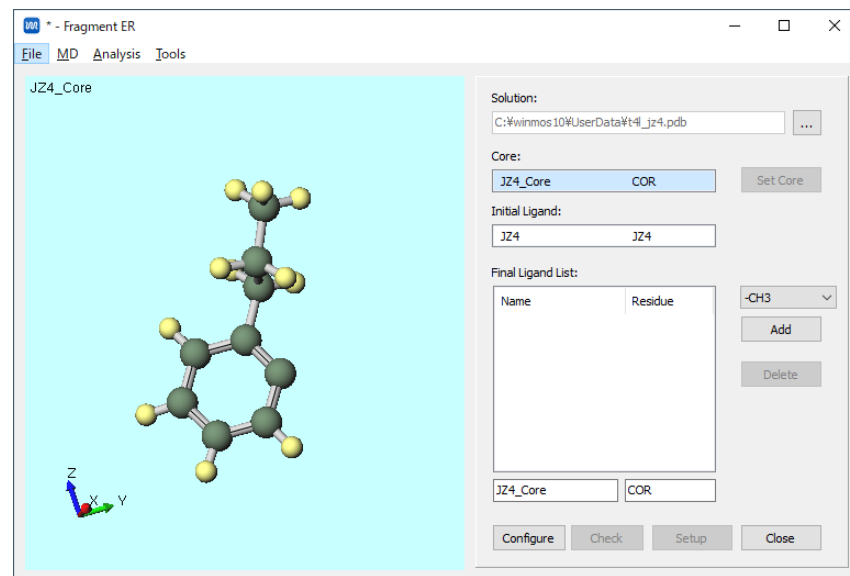 * - Fragment ER
File MD Analysis Tools
JZ4_Core
Solution:
C:¥winmos10¥UserData¥t4l_jz4.pdb ...
Core:
JZ4_Core COR Set Core
Initial Ligand:
JZ4 JZ4
Final Ligand List:
Name Residue -CH3
Add
Delete
JZ4_Core COR
Configure Check Setup Close
Z
X Y